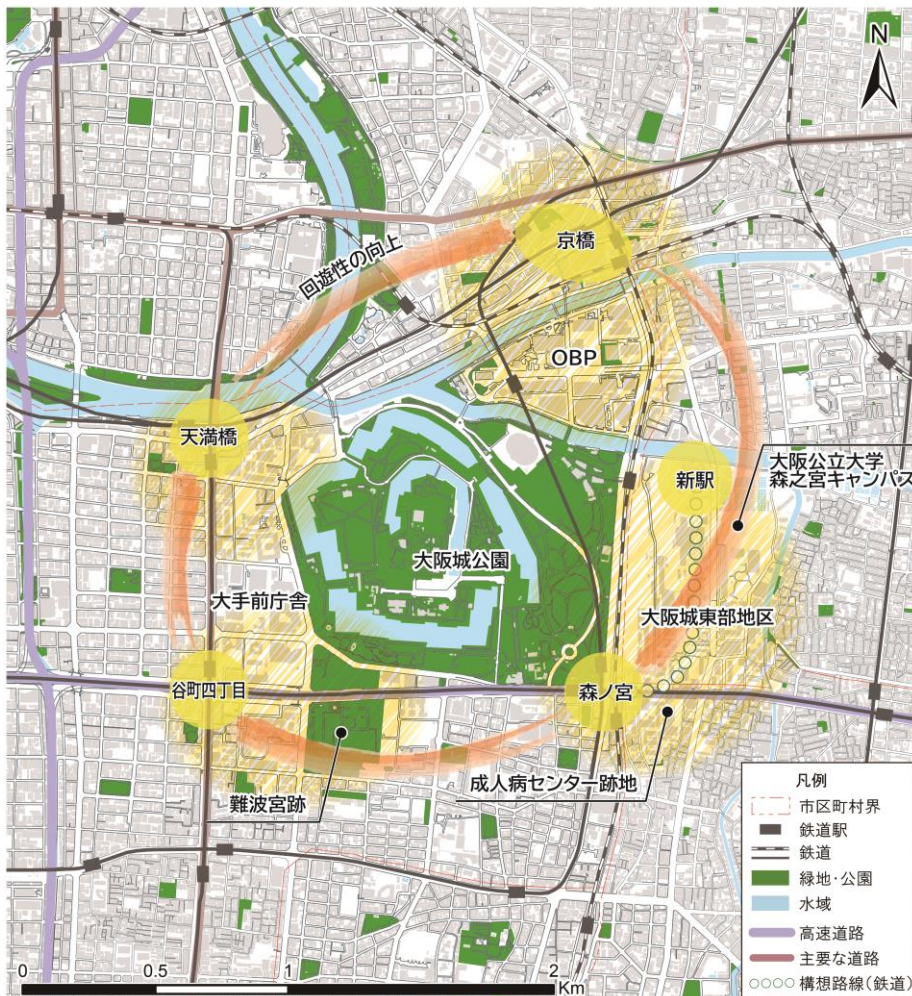 N
京橋
回遊性の向上
OBP
天満橋
新駅
大阪公立大学
森之宮キャンパス
大阪城公園
大手前庁舎
大阪城東部地区
谷町四丁目
森ノ宮
難波宮跡
成人病センター跡地
凡例
市区町村界
鉄道駅
鉄道
緑地・公園
水域
高速道路
主要な道路
構想路線(鉄道)
0 0.5 1 2
Km